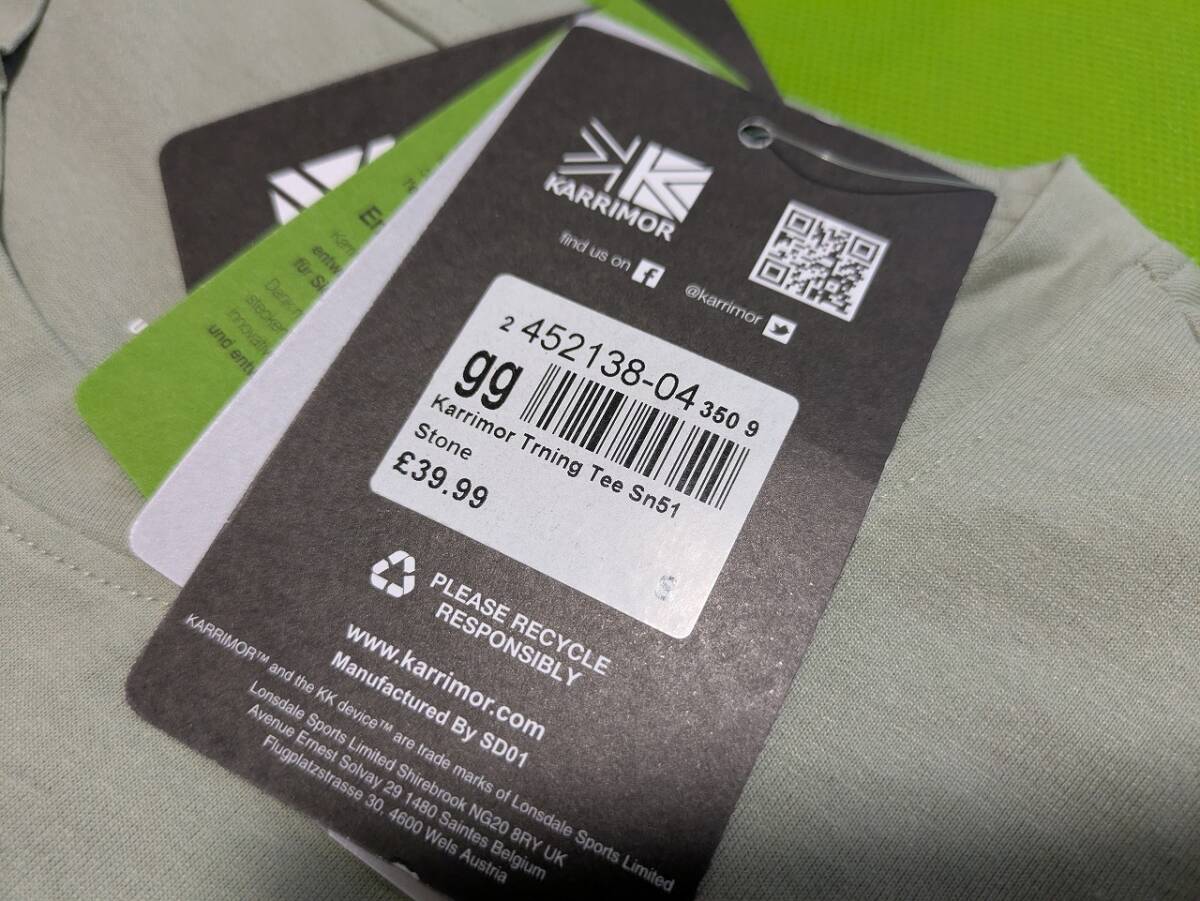 KARRIMOR
find us on
@karrimor
2 452138-04 350 9
gg
Karrimor Trning Tee Sn51
Stone
£39.99
S
PLEASE RECYCLE
RESPONSIBLY
www.karrimor.com
Manufactured By SD01
KARRIMOR™ and the KK device™ are trade marks of Lonsdale Sports Limited
Lonsdale Sports Limited Shirebrook NG20 8RY UK
Avenue Ernest Solvay 29 1480 Saintes Belgium
Flugplatzstrasse 30, 4600 Wels Austria
für
und